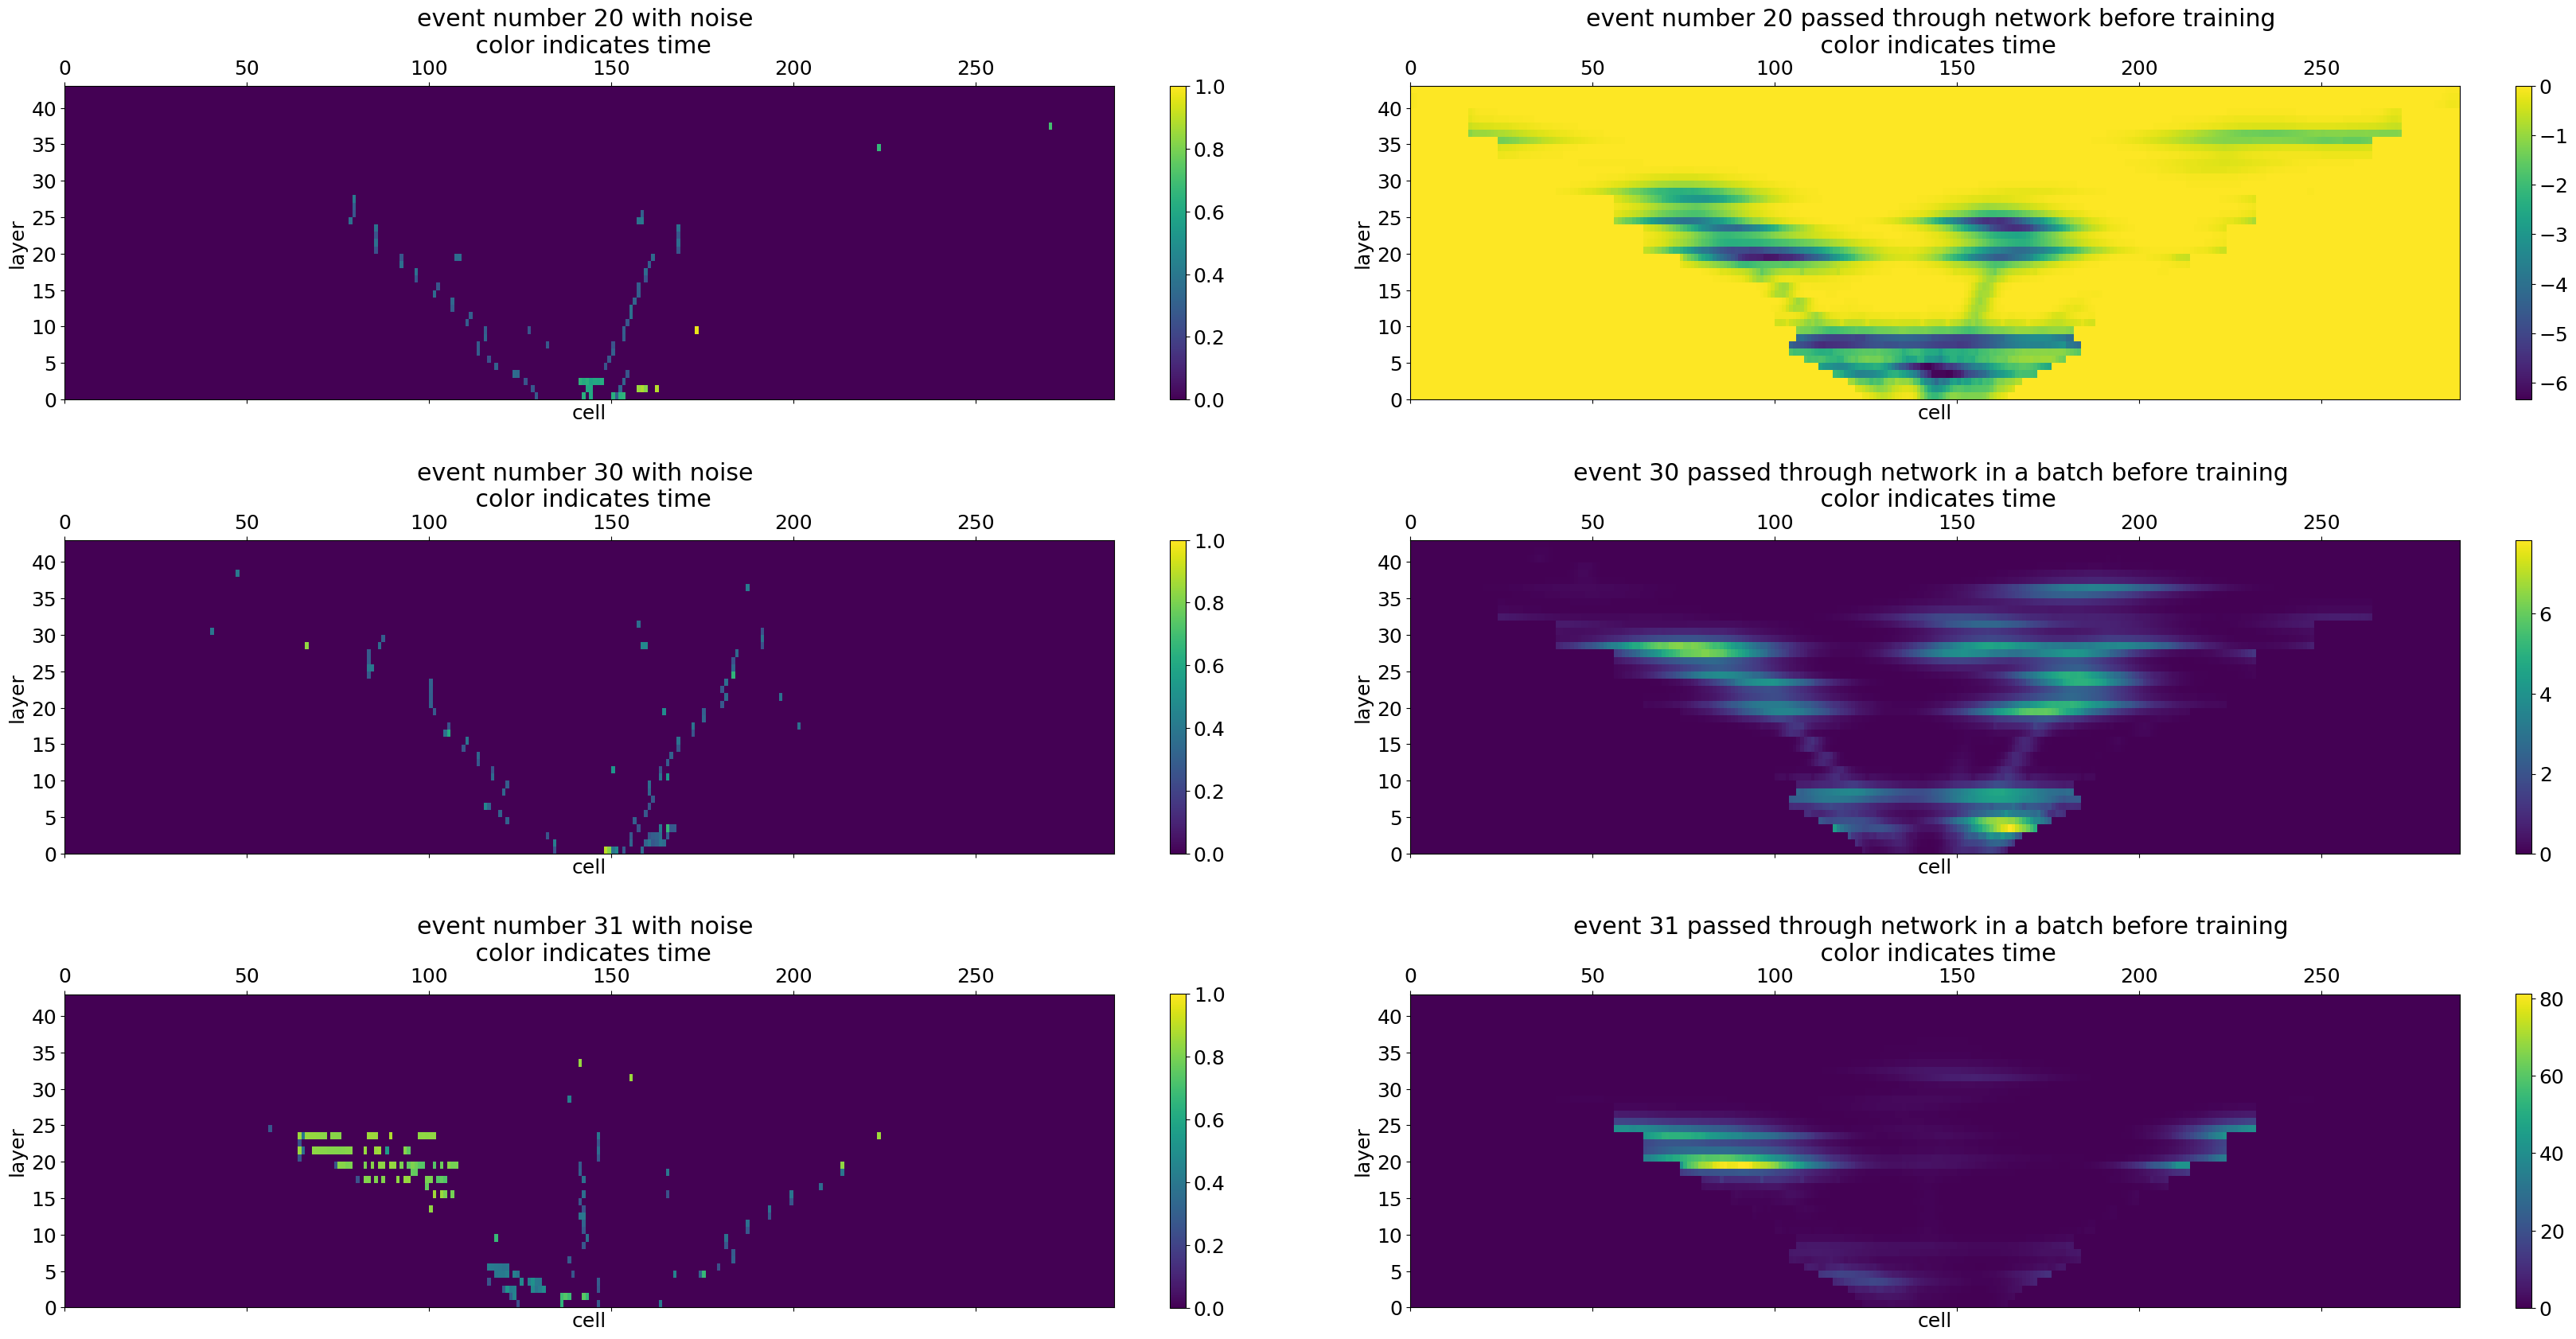 event number 20 with noise
color indicates time
0 50 100 150 200 250
40
35
30
25
20
15
10
5
0
layer
cell
1.0
0.8
0.6
0.4
0.2
0.0
event number 20 passed through network before training
color indicates time
0 50 100 150 200 250
40
35
30
25
20
15
10
5
0
layer
cell
0
−1
−2
−3
−4
−5
−6
event number 30 with noise
color indicates time
0 50 100 150 200 250
40
35
30
25
20
15
10
5
0
layer
cell
1.0
0.8
0.6
0.4
0.2
0.0
event 30 passed through network in a batch before training
color indicates time
0 50 100 150 200 250
40
35
30
25
20
15
10
5
0
layer
cell
6
4
2
0
event number 31 with noise
color indicates time
0 50 100 150 200 250
40
35
30
25
20
15
10
5
0
layer
cell
1.0
0.8
0.6
0.4
0.2
0.0
event 31 passed through network in a batch before training
color indicates time
0 50 100 150 200 250
40
35
30
25
20
15
10
5
0
layer
cell
80
60
40
20
0